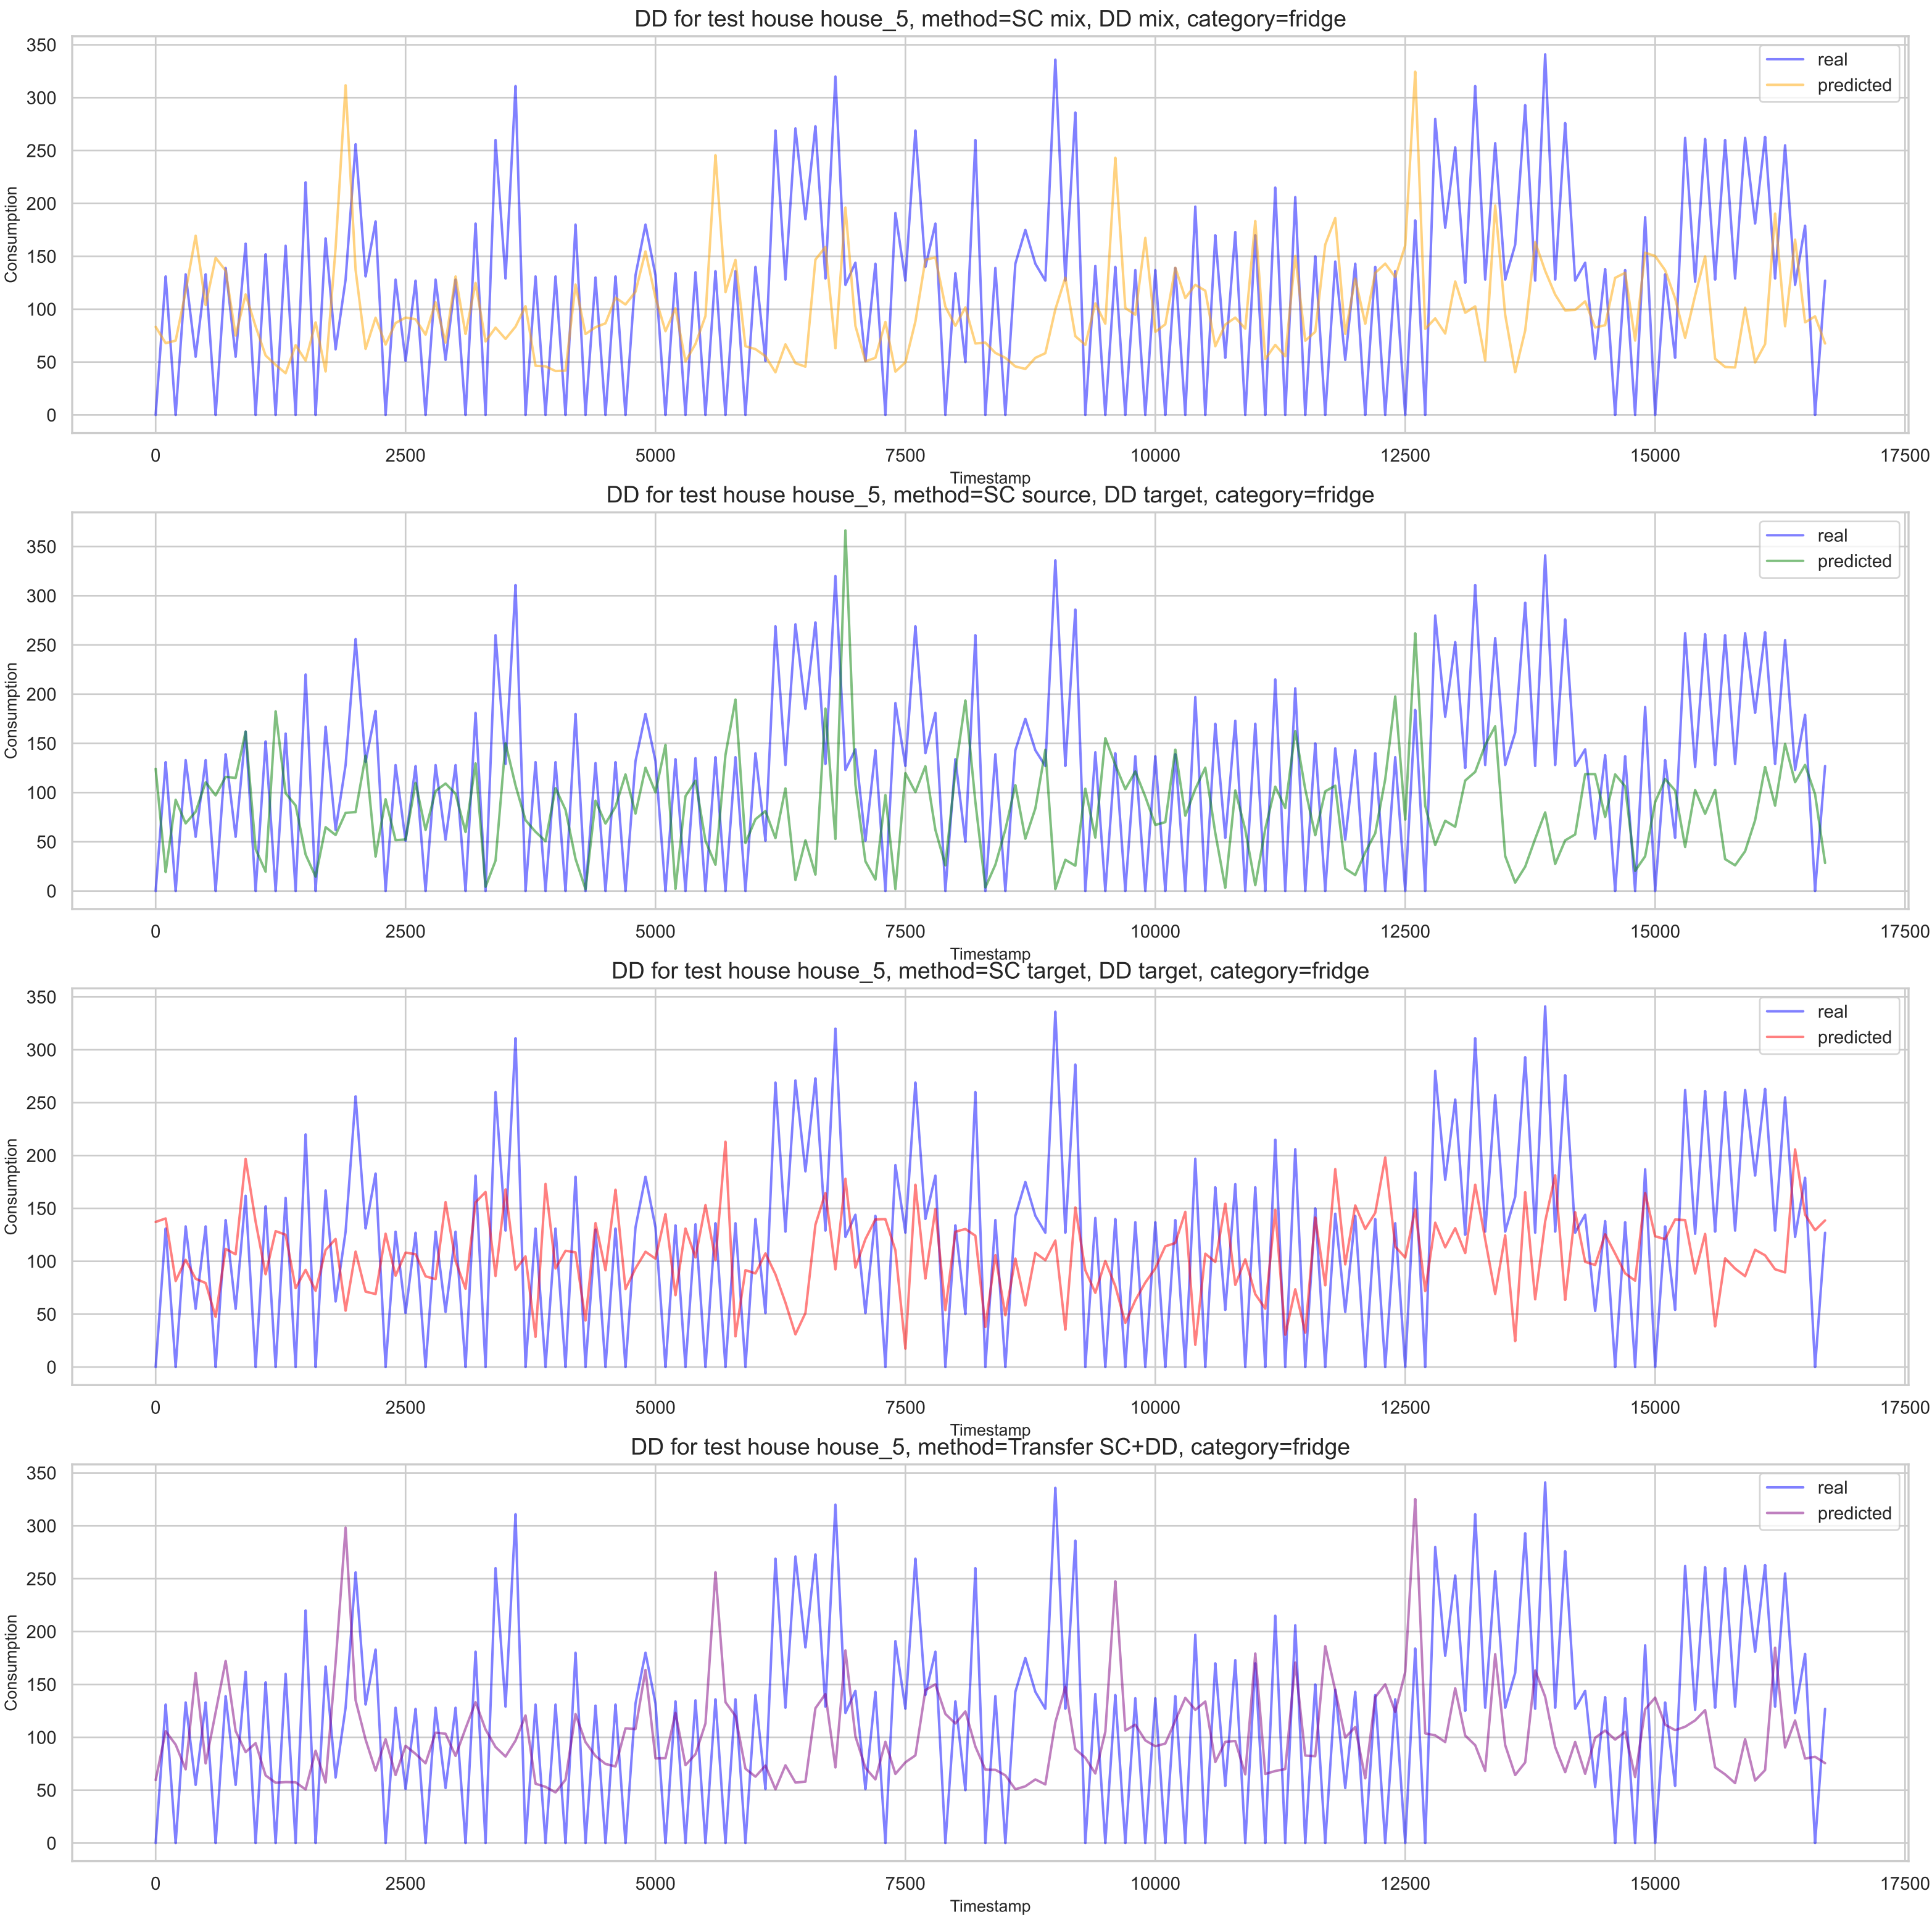 DD for test house house_5, method=SC mix, DD mix, category=fridge
350
300
250
200
150
100
50
0
Consumption
real
predicted
0 2500 5000 7500 10000 12500 15000 17500
Timestamp
DD for test house house_5, method=SC source, DD target, category=fridge
350
300
250
200
150
100
50
0
Consumption
real
predicted
0 2500 5000 7500 10000 12500 15000 17500
Timestamp
DD for test house house_5, method=SC target, DD target, category=fridge
350
300
250
200
150
100
50
0
Consumption
real
predicted
0 2500 5000 7500 10000 12500 15000 17500
Timestamp
DD for test house house_5, method=Transfer SC+DD, category=fridge
350
300
250
200
150
100
50
0
Consumption
real
predicted
0 2500 5000 7500 10000 12500 15000 17500
Timestamp